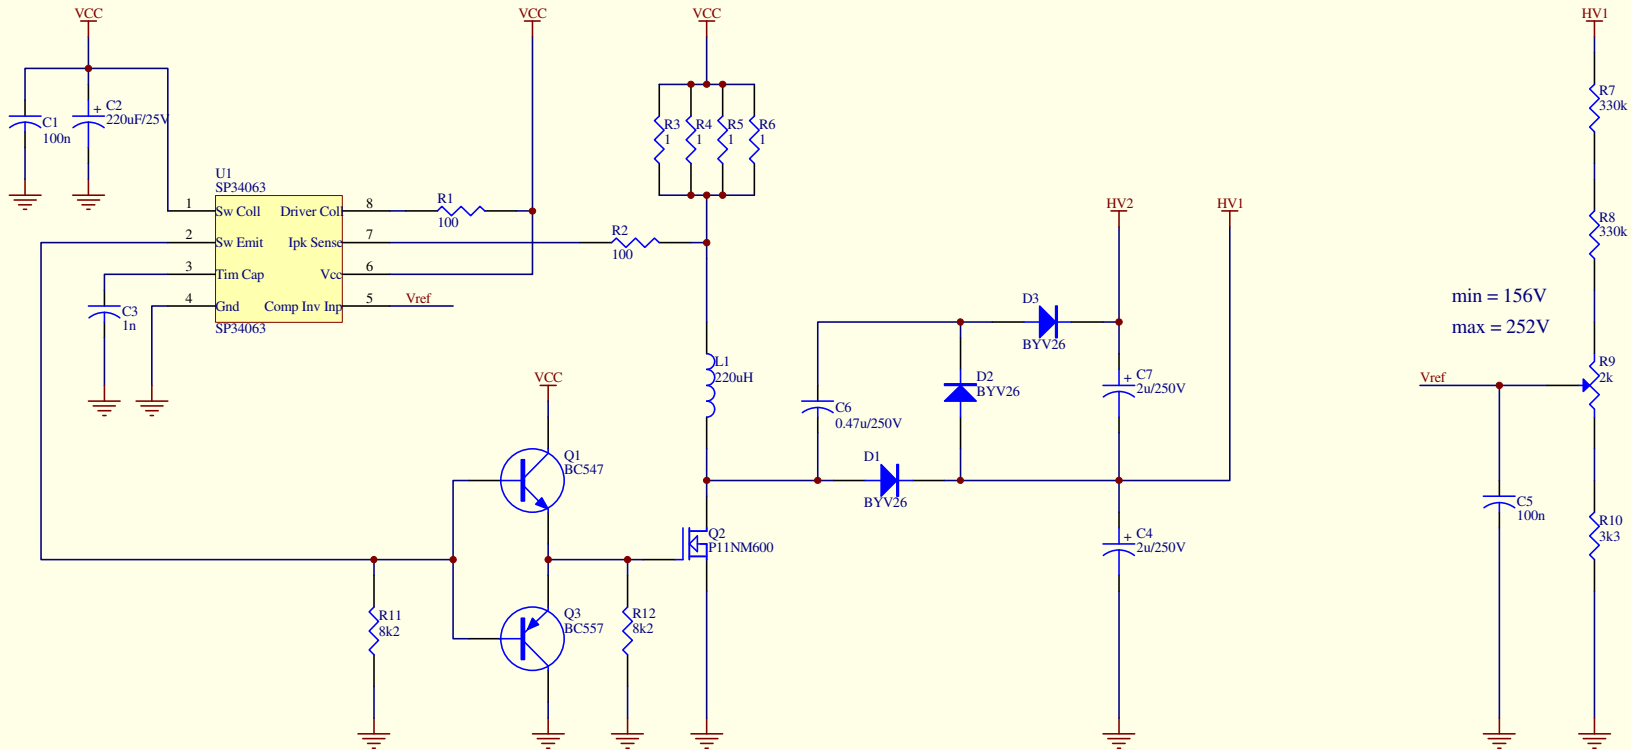 VCC
VCC
VCC
HV1
C1
100n
+ C2
220uF/25V
R3
1
R4
1
R5
1
R6
1
R7
330k
U1
SP34063
1 Sw Coll
2 Sw Emit
3 Tim Cap
4 Gnd
Driver Coll 8
Ipk Sense 7
Vcc 6
Comp Inv Inp 5
SP34063
R1
100
R2
100
Vref
C3
1n
HV2
HV1
R8
330k
min = 156V
max = 252V
D3
BYV26
L1
220uH
D2
BYV26
+ C7
2u/250V
C6
0.47u/250V
R9
2k
Vref
VCC
Q1
BC547
D1
BYV26
Q2
P11NM600
+ C4
2u/250V
C5
100n
R10
3k3
R11
8k2
Q3
BC557
R12
8k2